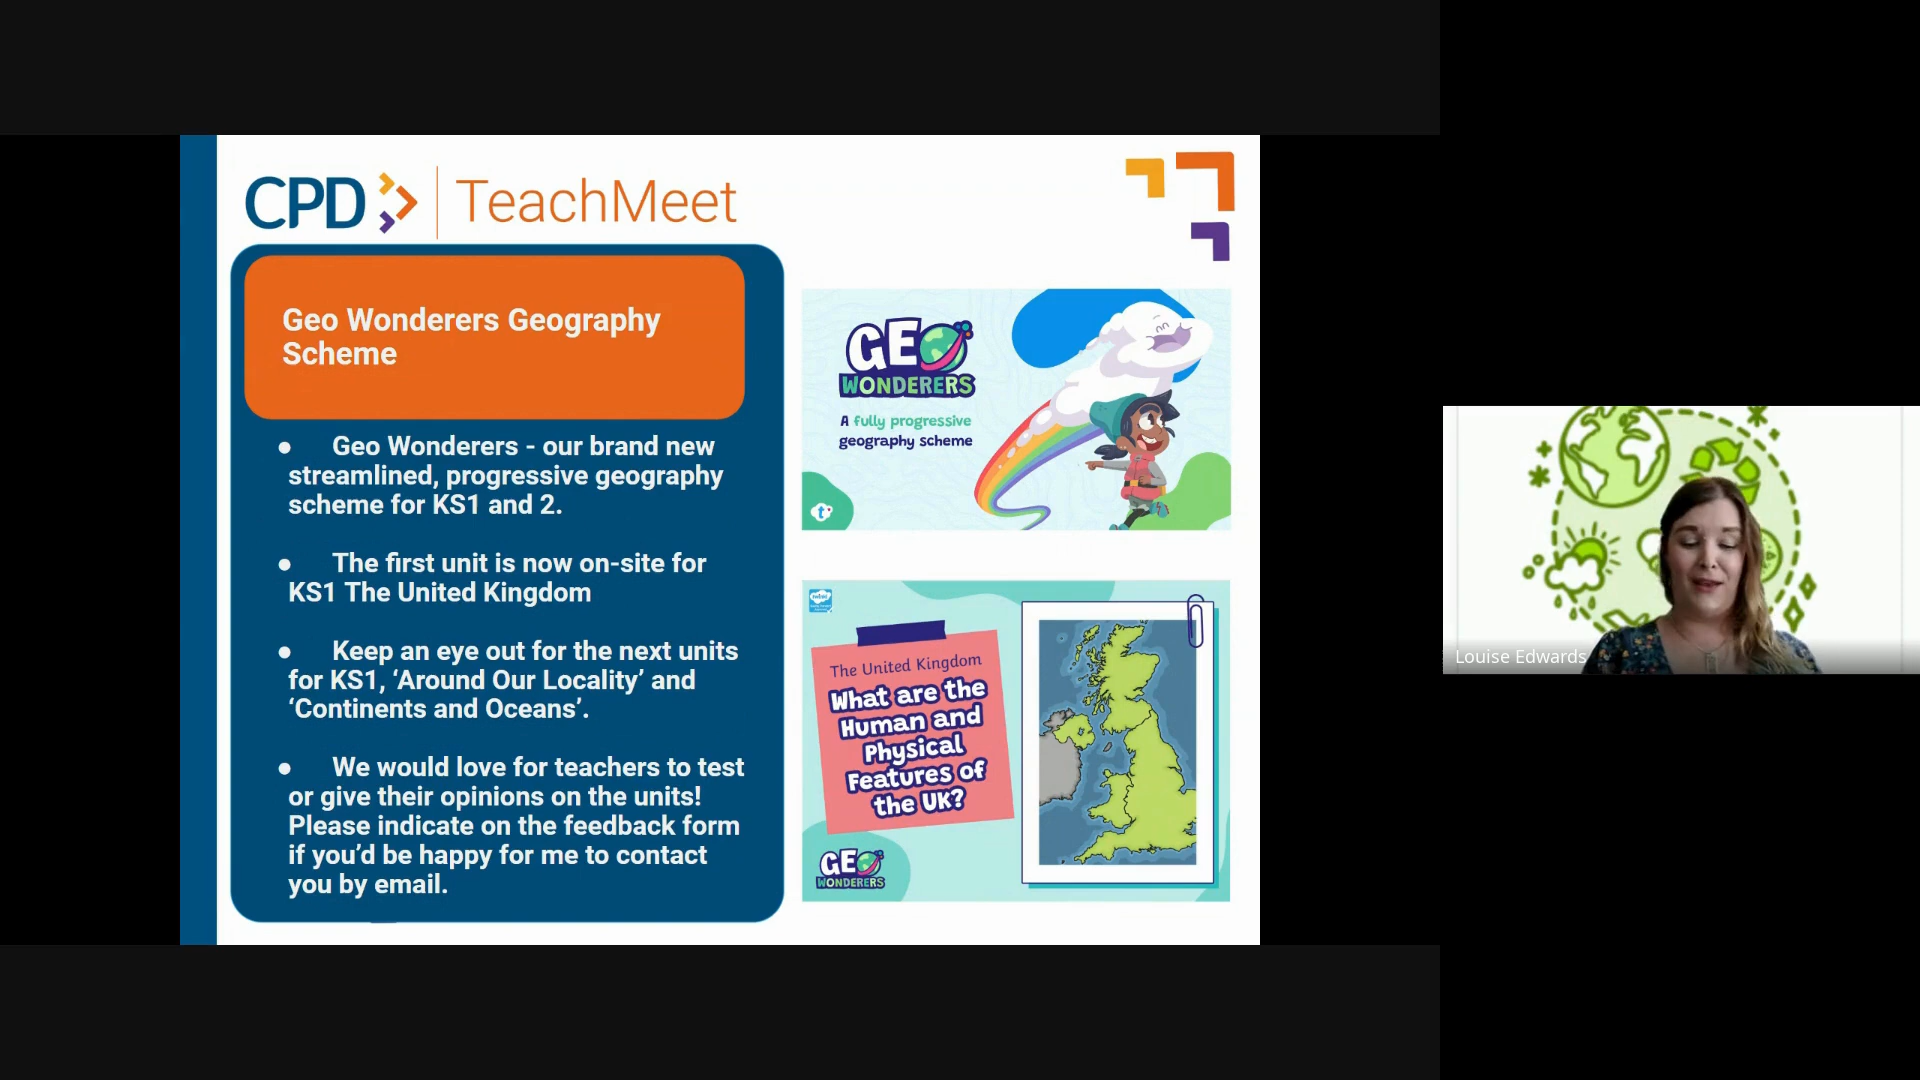 CPD TeachMeet
Geo Wonderers Geography
Scheme
● Geo Wonderers - our brand new
streamlined, progressive geography
scheme for KS1 and 2.
● The first unit is now on-site for
KS1 The United Kingdom
● Keep an eye out for the next units
for KS1, ‘Around Our Locality’ and
‘Continents and Oceans’.
● We would love for teachers to test
or give their opinions on the units!
Please indicate on the feedback form
if you’d be happy for me to contact
you by email.
GEO
WONDERERS
A fully progressive
geography scheme
t
The United Kingdom
What are the
Human and
Physical
Features of
the UK?
GEO
WONDERERS
Louise Edwards